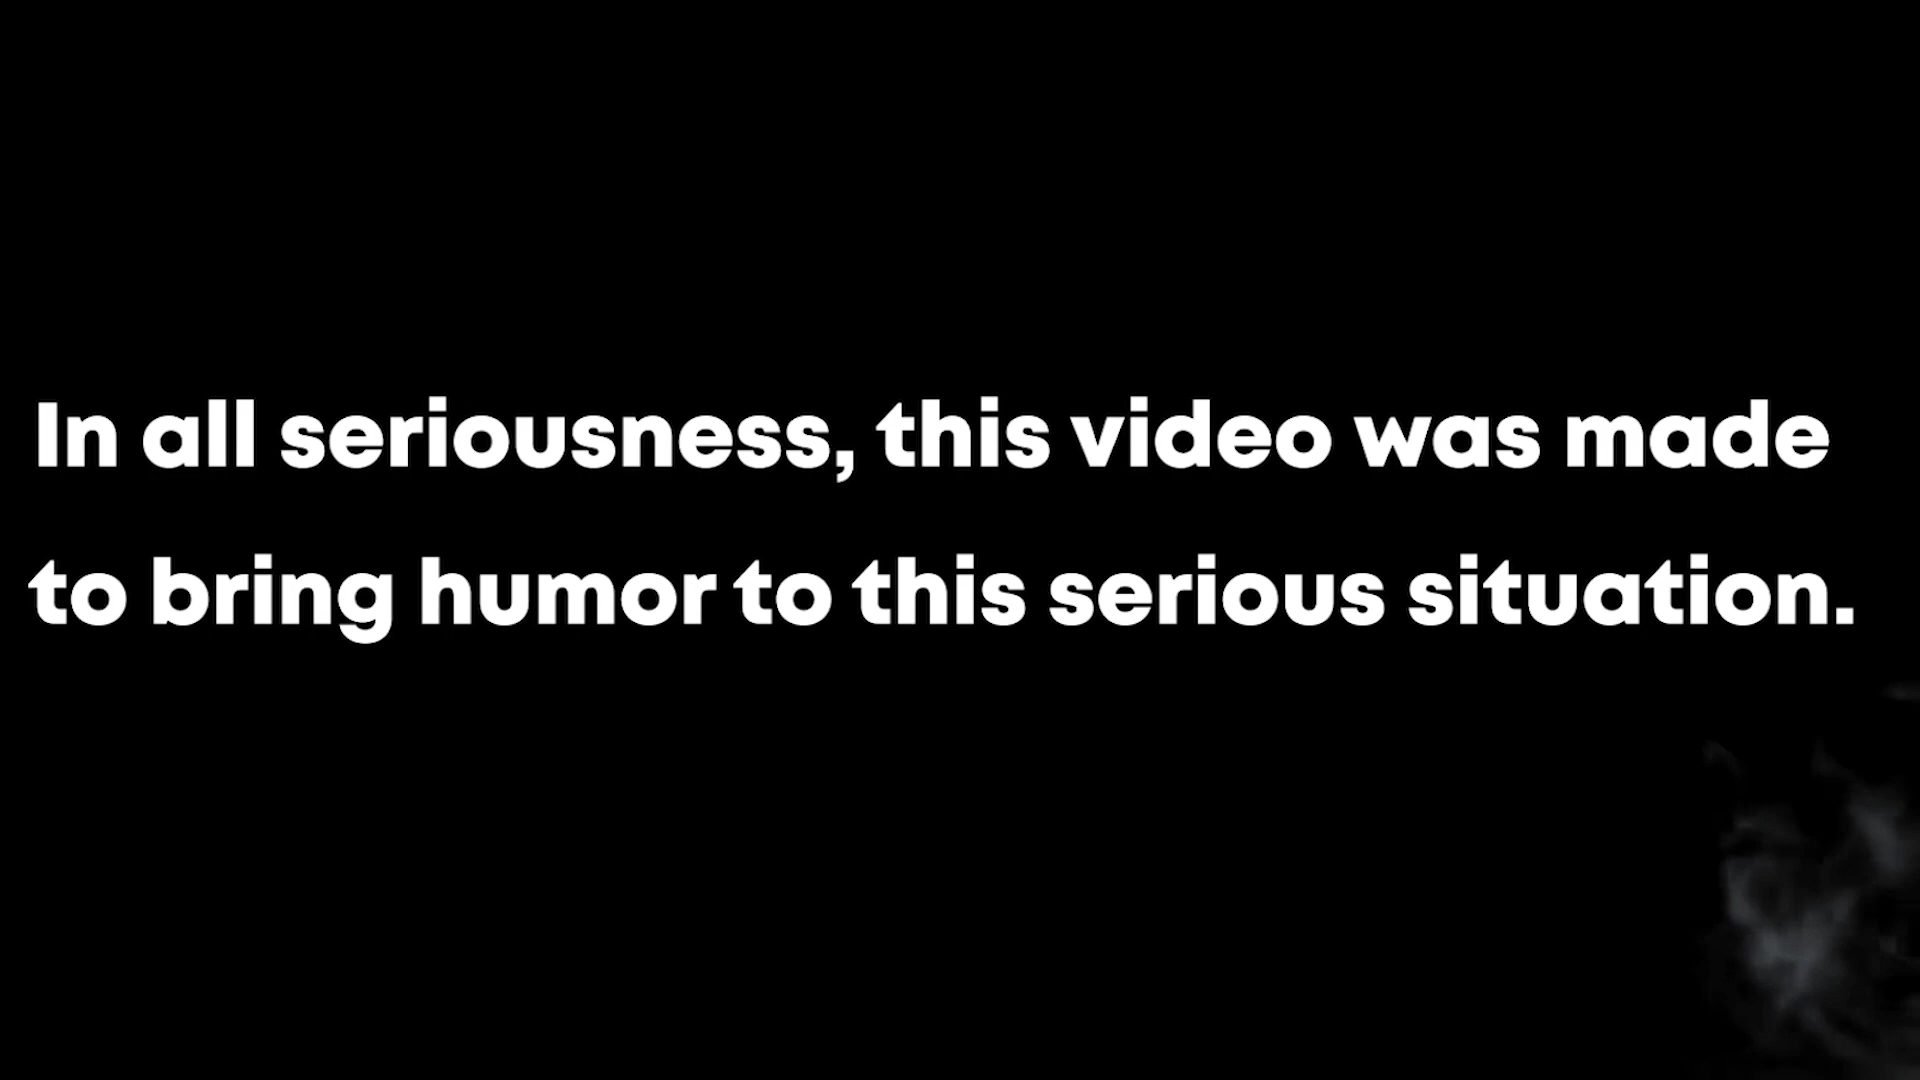 In all seriousness, this video was made
to bring humor to this serious situation.